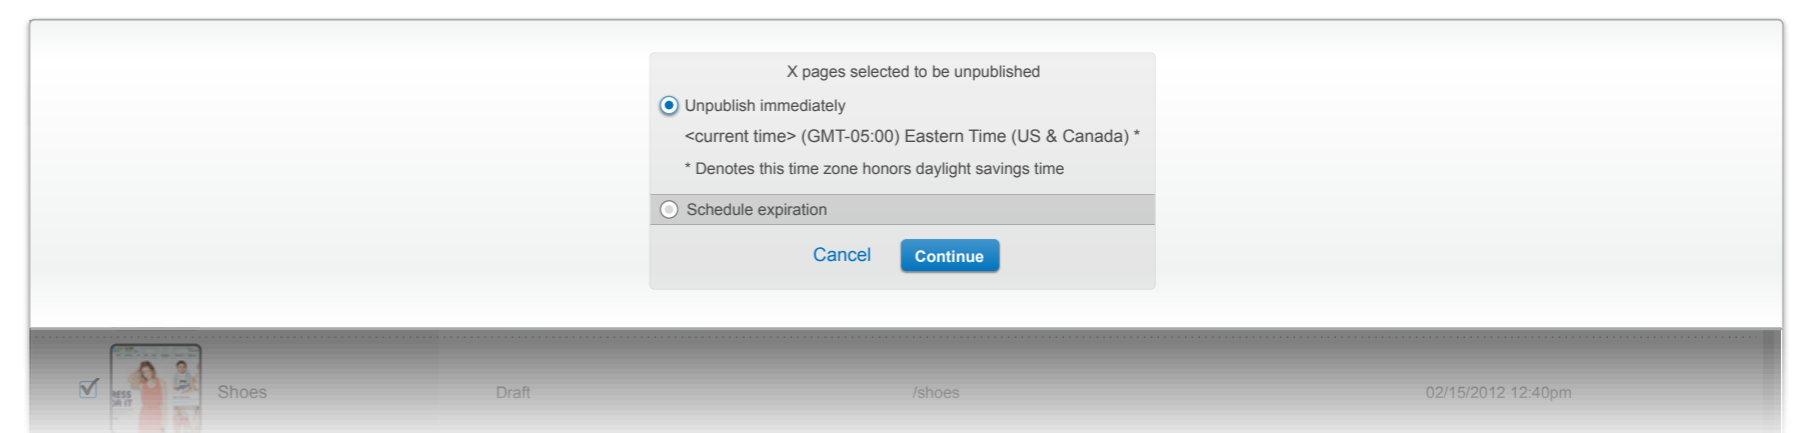 X pages selected to be unpublished
Unpublish immediately
<current time> (GMT-05:00) Eastern Time (US & Canada) *
* Denotes this time zone honors daylight savings time
Schedule expiration
Cancel Continue
Shoes Draft /shoes 02/15/2012 12:40pm